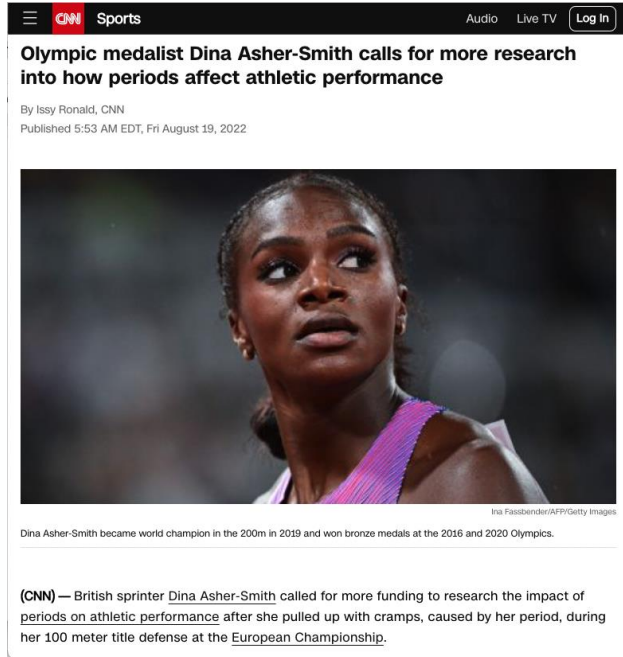 CNN Sports Audio Live TV Log In
Olympic medalist Dina Asher-Smith calls for more research
into how periods affect athletic performance
By Issy Ronald, CNN
Published 5:53 AM EDT, Fri August 19, 2022
Ina Fassbender/AFP/Getty Images
Dina Asher-Smith became world champion in the 200m in 2019 and won bronze medals at the 2016 and 2020 Olympics.
(CNN) — British sprinter Dina Asher-Smith called for more funding to research the impact of
periods on athletic performance after she pulled up with cramps, caused by her period, during
her 100 meter title defense at the European Championship.